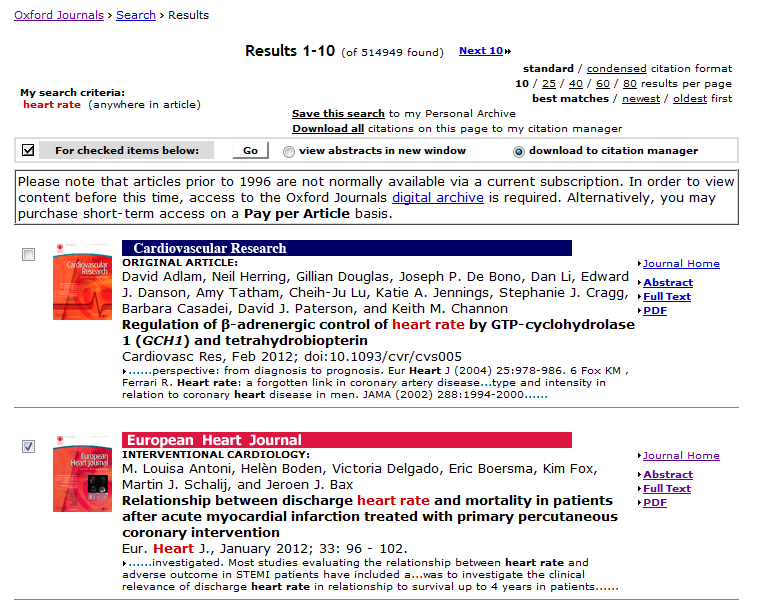 Oxford Journals > Search > Results
Results 1-10 (of 514949 found) Next 10
standard / condensed citation format
10 / 25 / 40 / 60 / 80 results per page
best matches / newest / oldest first
My search criteria:
heart rate (anywhere in article)
Save this search to my Personal Archive
Download all citations on this page to my citation manager
For checked items below: Go view abstracts in new window download to citation manager
Please note that articles prior to 1996 are not normally available via a current subscription. In order to view
content before this time, access to the Oxford Journals digital archive is required. Alternatively, you may
purchase short-term access on a Pay per Article basis.
Cardiovascular Research
Cardiovascular Research
ORIGINAL ARTICLE:
David Adlam, Neil Herring, Gillian Douglas, Joseph P. De Bono, Dan Li, Edward
J. Danson, Amy Tatham, Cheih-Ju Lu, Katie A. Jennings, Stephanie J. Cragg,
Barbara Casadei, David J. Paterson, and Keith M. Channon
Regulation of β-adrenergic control of heart rate by GTP-cyclohydrolase
1 (GCH1) and tetrahydrobiopterin
Cardiovasc Res, Feb 2012; doi:10.1093/cvr/cvs005
......perspective: from diagnosis to prognosis. Eur Heart J (2004) 25:978-986. 6 Fox KM ,
Ferrari R. Heart rate: a forgotten link in coronary artery disease...type and intensity in
relation to coronary heart disease in men. JAMA (2002) 288:1994-2000......
Journal Home
Abstract
Full Text
PDF
European Heart Journal
European Heart Journal
INTERVENTIONAL CARDIOLOGY:
M. Louisa Antoni, Helèn Boden, Victoria Delgado, Eric Boersma, Kim Fox,
Martin J. Schalij, and Jeroen J. Bax
Relationship between discharge heart rate and mortality in patients
after acute myocardial infarction treated with primary percutaneous
coronary intervention
Eur. Heart J., January 2012; 33: 96 - 102.
......investigated. Most studies evaluating the relationship between heart rate and
adverse outcome in STEMI patients have included a...was to investigate the clinical
relevance of discharge heart rate in relationship to survival up to 4 years in patients......
Journal Home
Abstract
Full Text
PDF